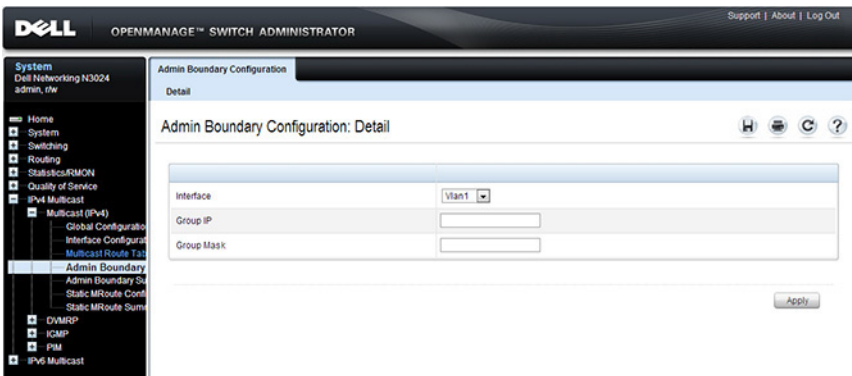 Support | About | Log Out
DELL
OPENMANAGE™ SWITCH ADMINISTRATOR
System
Dell Networking N3024
admin, r/w
Home
System
Switching
Routing
Statistics/RMON
Quality of Service
IPv4 Multicast
Multicast (IPv4)
Global Configuratio
Interface Configurat
Multicast Route Tab
Admin Boundary
Admin Boundary Su
Static MRoute Confi
Static MRoute Summ
DVMRP
IGMP
PIM
IPv6 Multicast
Admin Boundary Configuration
Detail
Admin Boundary Configuration: Detail
H
C
?
Interface
Vlan1
Group IP
Group Mask
Apply